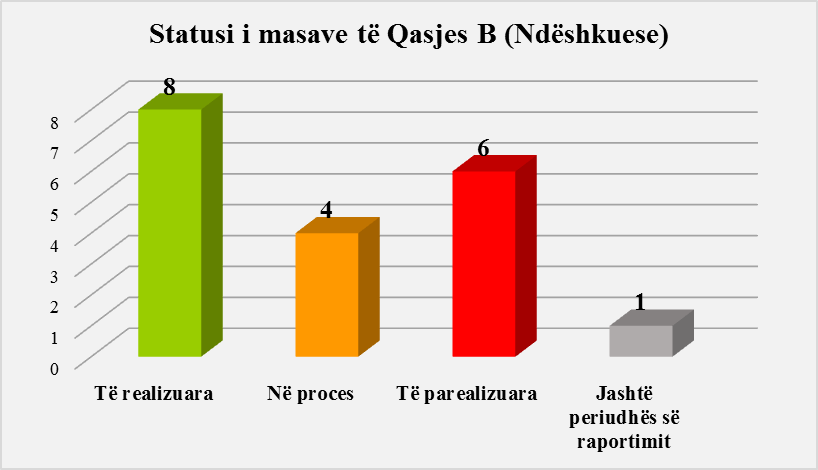 Statusi i masave të Qasjes B (Ndëshkuese)
8
7
6
5
4
3
2
1
0
8
4
6
1
Të realizuara
Në proces
Të parealizuara
Jashtë
periudhës së
raportimit